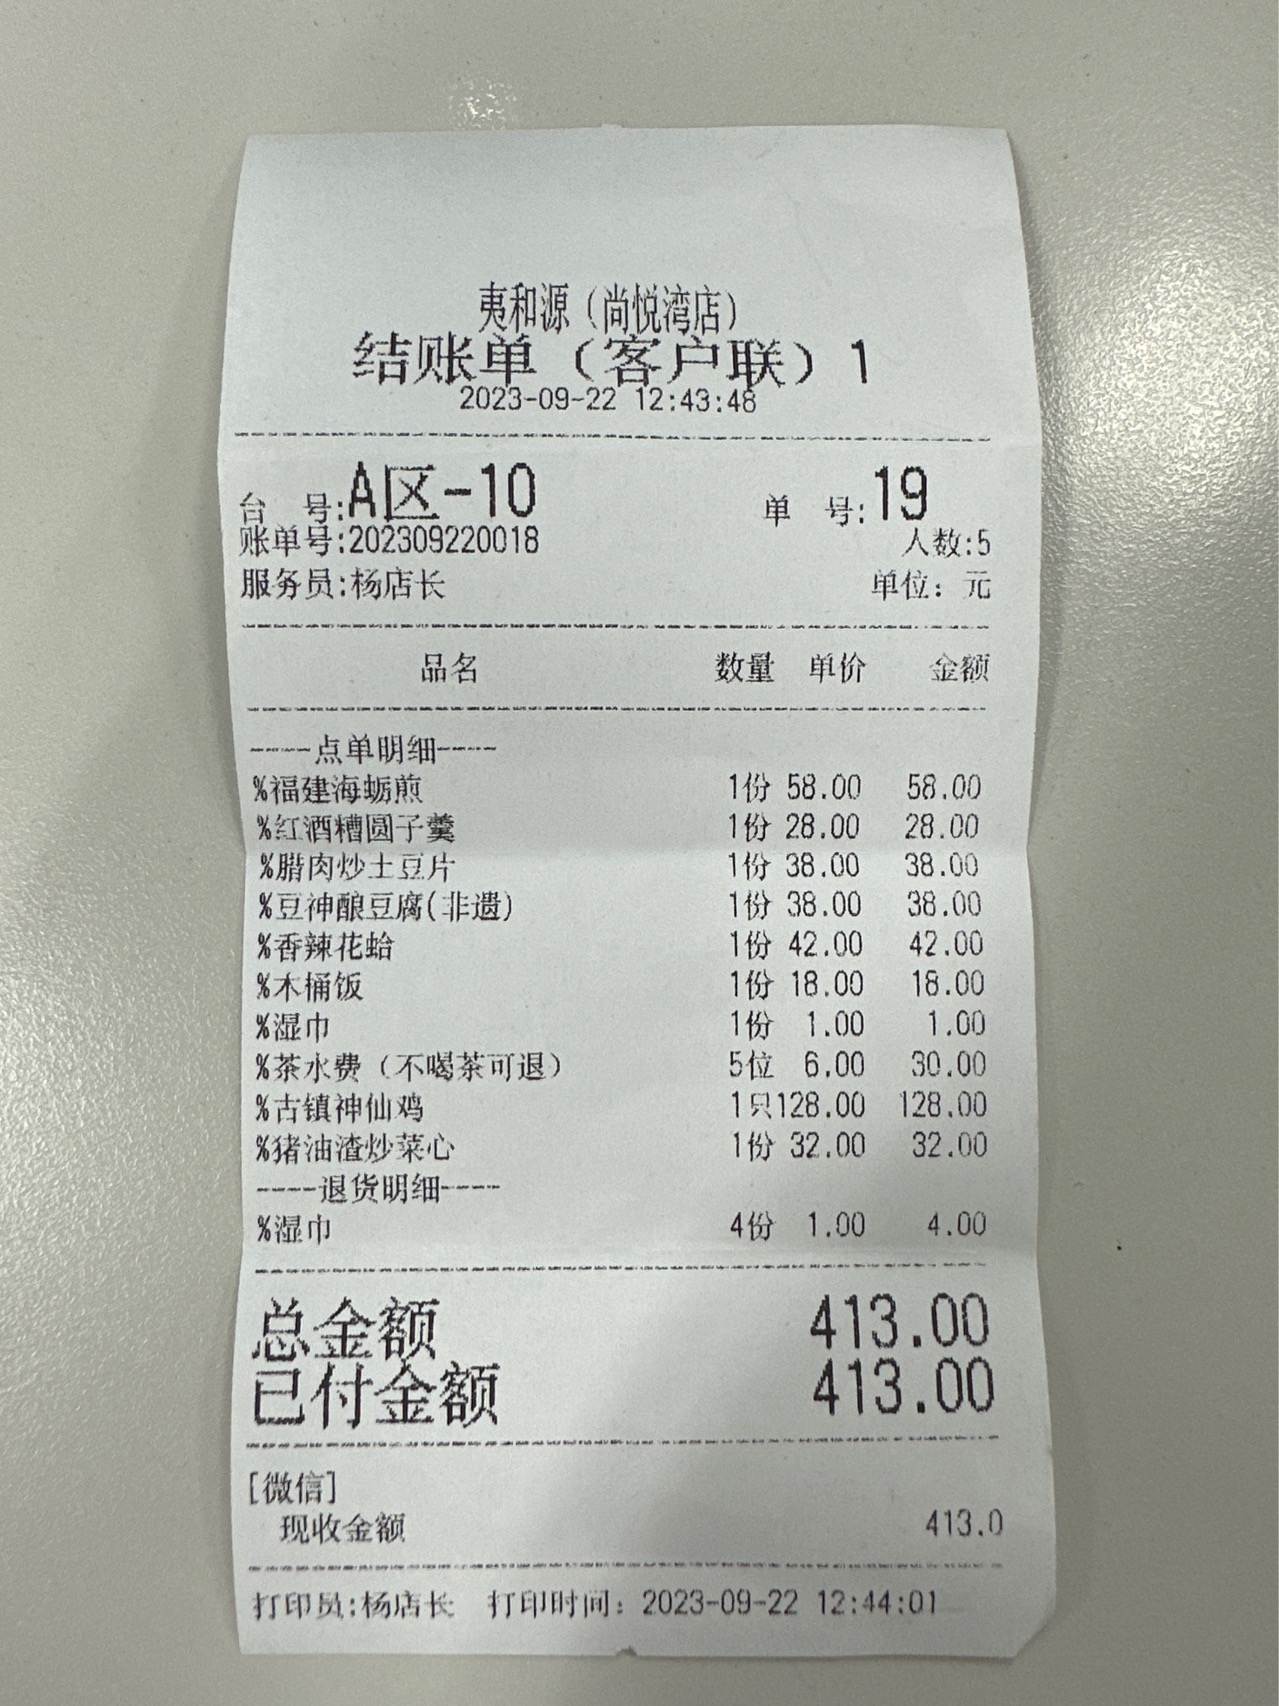 夷和源（尚悦湾店）
结账单（客户联）1
2023-09-22 12:43:48
台 号:A区-10 单 号:19
账单号:202309220018 人数:5
服务员:杨店长 单位：元
品名 数量 单价 金额
----点单明细----
%福建海蛎煎 1份 58.00 58.00
%红酒糟圆子羹 1份 28.00 28.00
%腊肉炒土豆片 1份 38.00 38.00
%豆神酿豆腐(非遗) 1份 38.00 38.00
%香辣花蛤 1份 42.00 42.00
%木桶饭 1份 18.00 18.00
%湿巾 1份 1.00 1.00
%茶水费（不喝茶可退） 5位 6.00 30.00
%古镇神仙鸡 1只128.00 128.00
%猪油渣炒菜心 1份 32.00 32.00
----退货明细----
%湿巾 4份 1.00 4.00
总金额 413.00
已付金额 413.00
[微信]
现收金额 413.0
打印员:杨店长 打印时间：2023-09-22 12:44:01